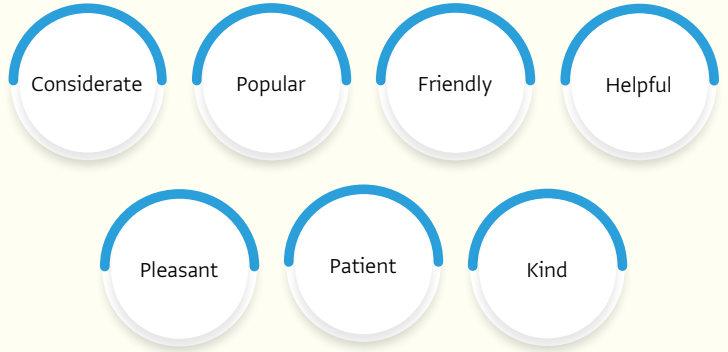 Considerate
Popular
Friendly
Helpful
Pleasant
Patient
Kind